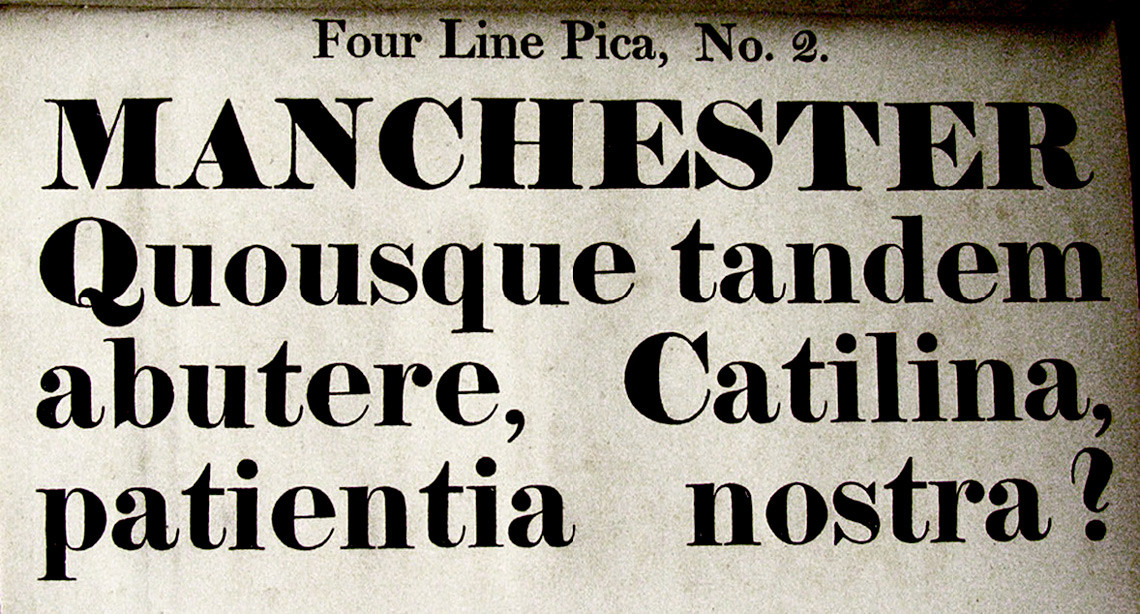 Four Line Pica, No. 2.
MANCHESTER
Quousque tandem
abutere, Catilina,
patientia nostra?